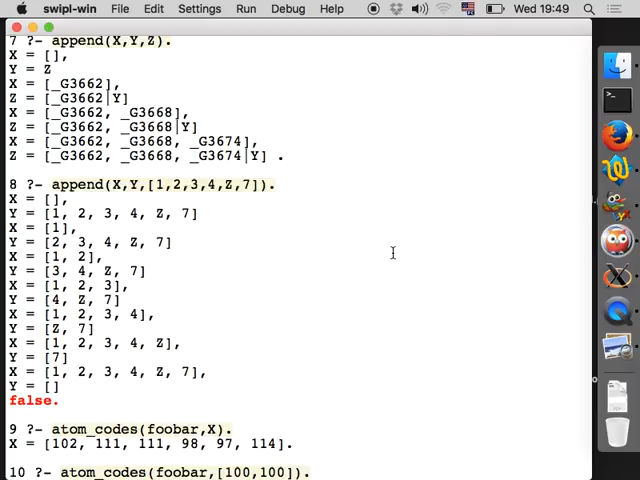 swipl-win File Edit Run Debug Help Wed 19:49
7 ?- append(X,Y,Z).
X = [],
Y = Z
X = [_G3662],
Z = [_G3662|Y]
X = [_G3662, _G3668],
Z = [_G3662, _G3668|Y]
X = [_G3662, _G3668, _G3674],
Z = [_G3662, _G3668, _G3674|Y] .
8 ?- append(X,Y,[1,2,3,4,Z,7]).
X = [],
Y = [1, 2, 3, 4, Z, 7]
X = [1],
Y = [2, 3, 4, Z, 7]
X = [1, 2],
Y = [3, 4, Z, 7]
X = [1, 2, 3],
Y = [4, Z, 7]
X = [1, 2, 3, 4],
Y = [Z, 7]
X = [1, 2, 3, 4, Z],
Y = [7]
X = [1, 2, 3, 4, Z, 7],
Y = []
false.
9 ?- atom_codes(foobar,X).
X = [102, 111, 111, 98, 97, 114].
10 ?- atom_codes(foobar,[100,100]).